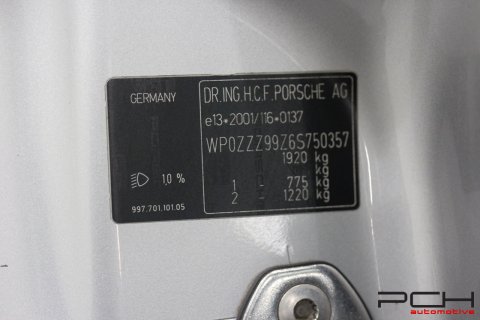 GERMANY
1,0 %
997.701.101.05
DR.ING.H.C.F.PORSCHE AG
e13*2001/116*0137
WP0ZZZ99Z6S750357
1920 kg
kg
1 - 775 kg
2 - 1220 kg
PCH
automotive